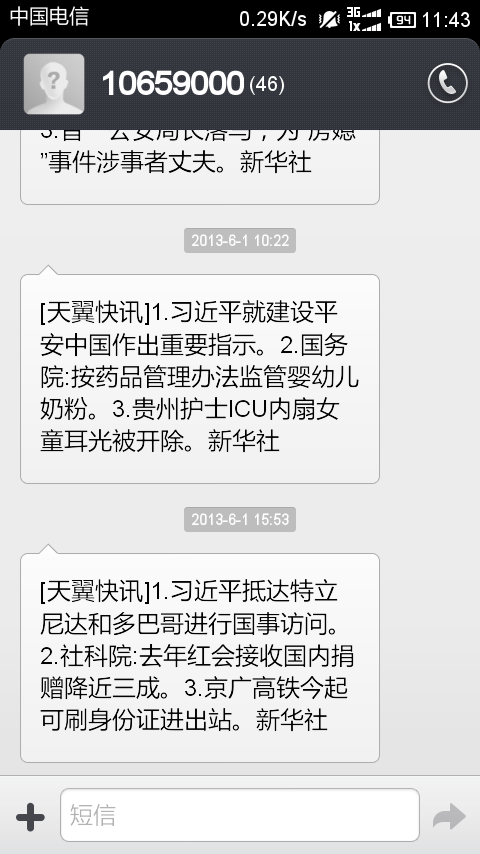 中国电信 0.29K/s 3G 1x 94 11:43
10659000 (46)
”事件涉事者丈夫。新华社
2013-6-1 10:22
[天翼快讯]1.习近平就建设平
安中国作出重要指示。2.国务
院:按药品管理办法监管婴幼儿
奶粉。3.贵州护士ICU内扇女
童耳光被开除。新华社
2013-6-1 15:53
[天翼快讯]1.习近平抵达特立
尼达和多巴哥进行国事访问。
2.社科院:去年红会接收国内捐
赠降近三成。3.京广高铁今起
可刷身份证进出站。新华社
短信